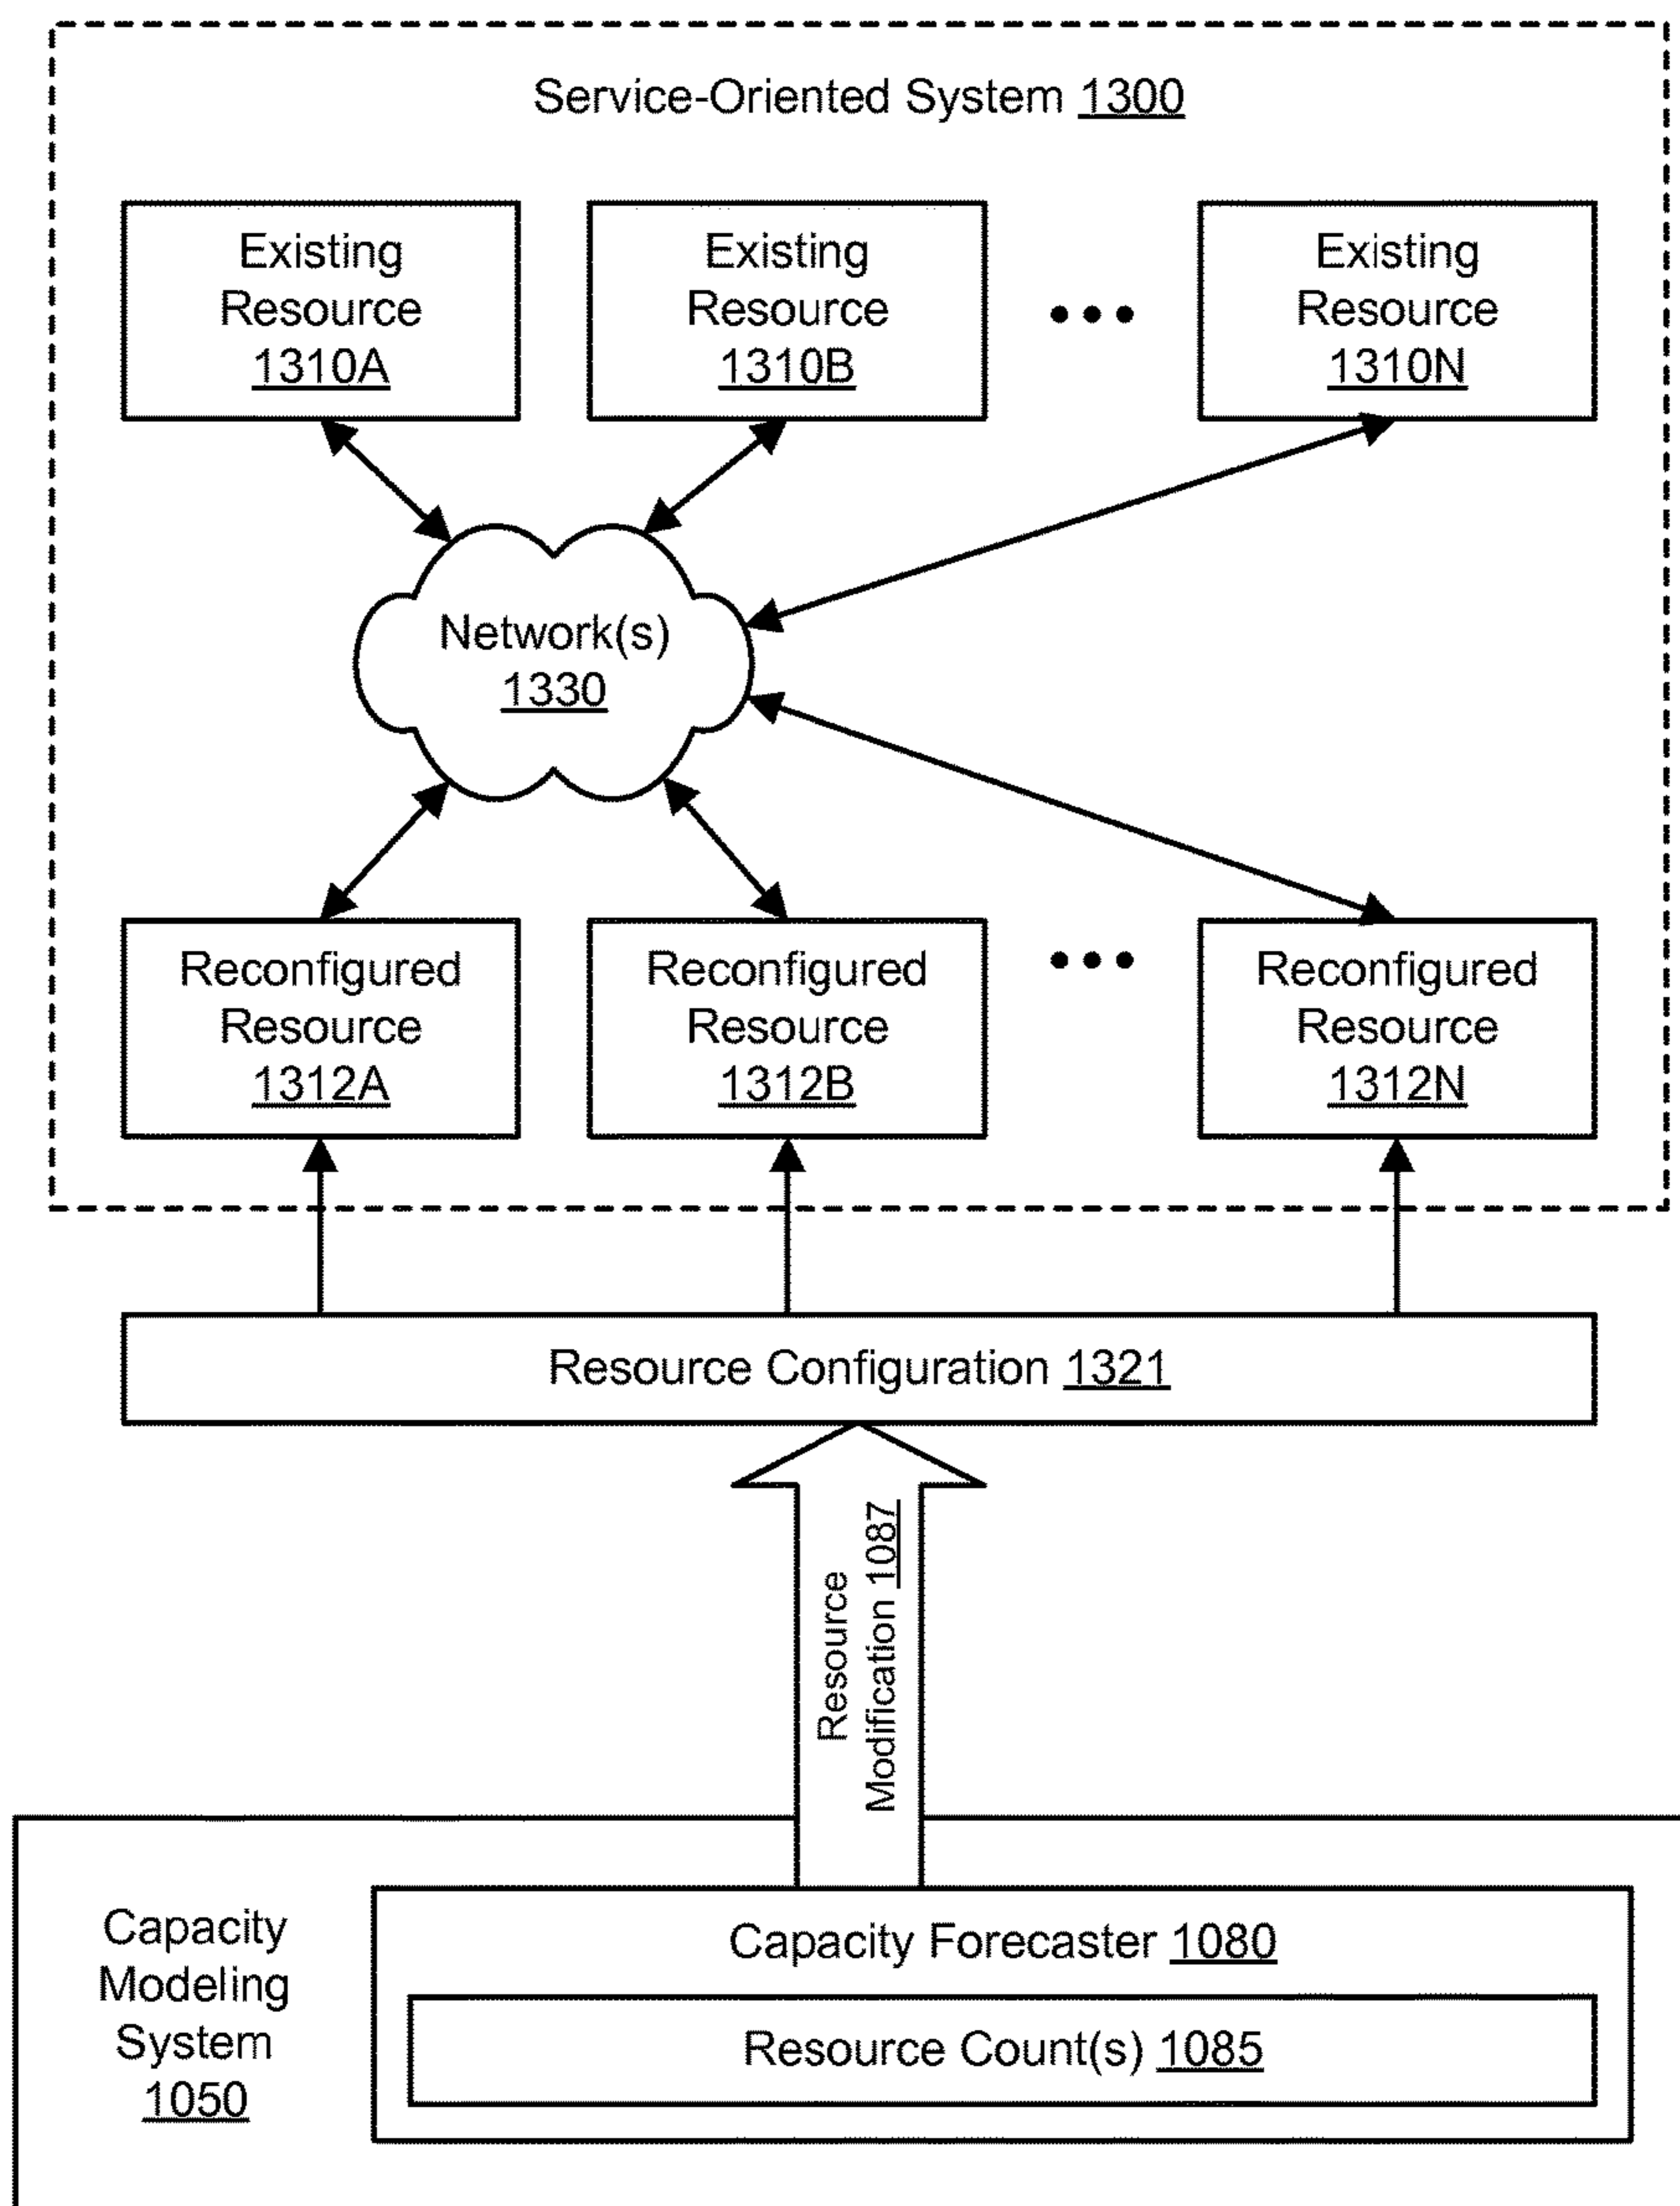 Service-Oriented System 1300
Existing
Resource
1310A
Existing
Resource
1310B
Existing
Resource
1310N
Network(s)
1330
Reconfigured
Resource
1312A
Reconfigured
Resource
1312B
Reconfigured
Resource
1312N
Resource Configuration 1321
Resource
Modification 1087
Capacity
Modeling
System
1050
Capacity Forecaster 1080
Resource Count(s) 1085